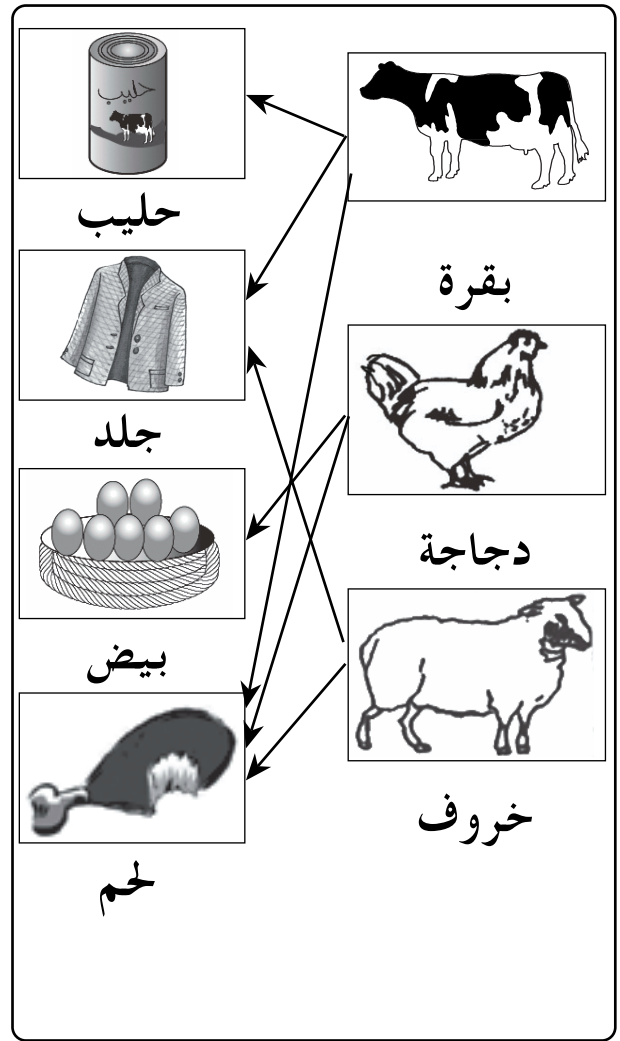 حليب
حليب
بقرة
جلد
دجاجة
بيض
خروف
لحم